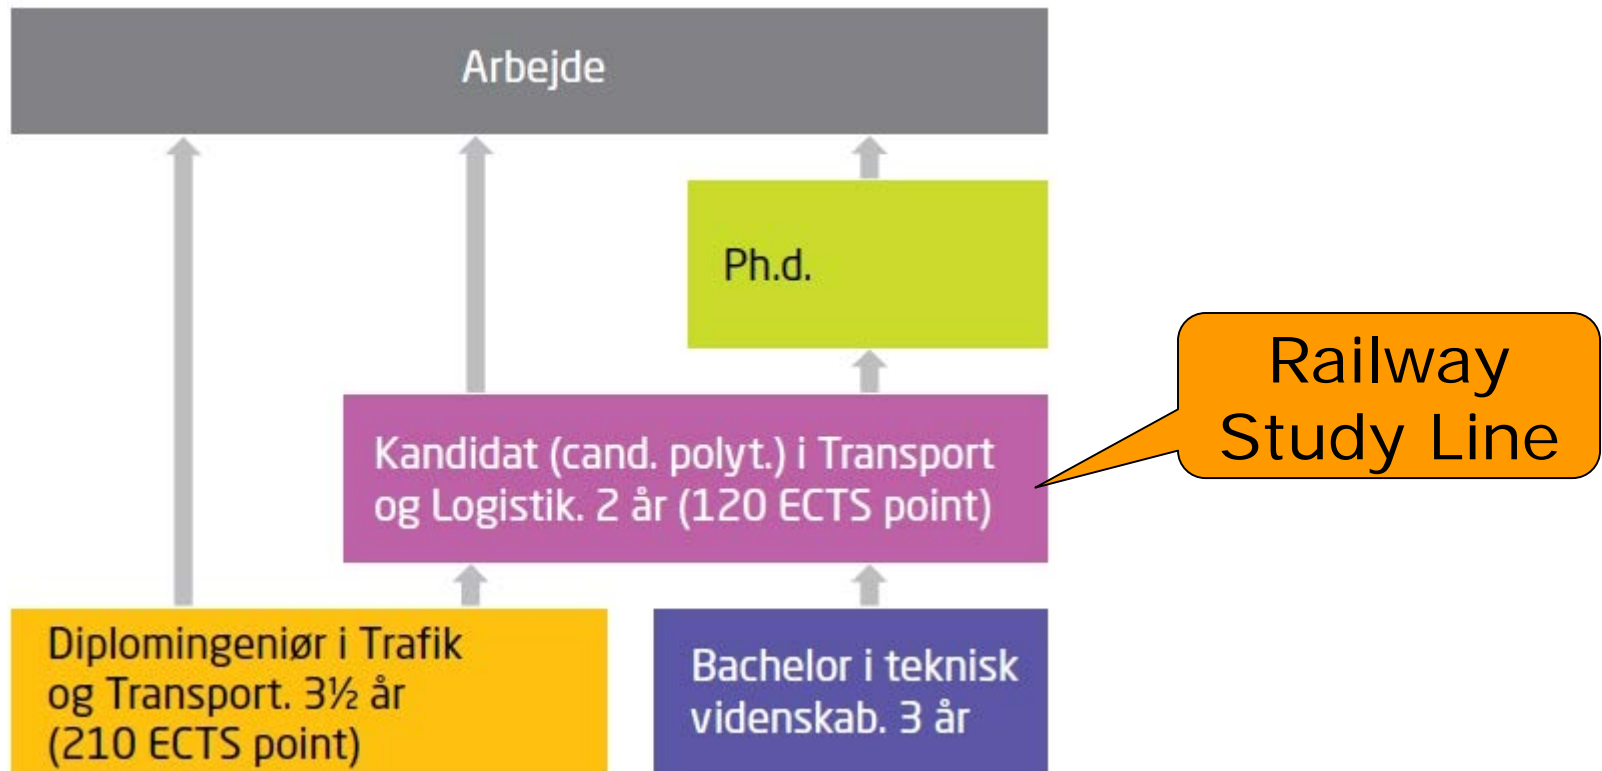 Arbejde
Ph.d.
Railway
Study Line
Kandidat (cand. polyt.) i Transport
og Logistik. 2 år (120 ECTS point)
Diplomingeniør i Trafik
og Transport. 3½ år
(210 ECTS point)
Bachelor i teknisk
videnskab. 3 år